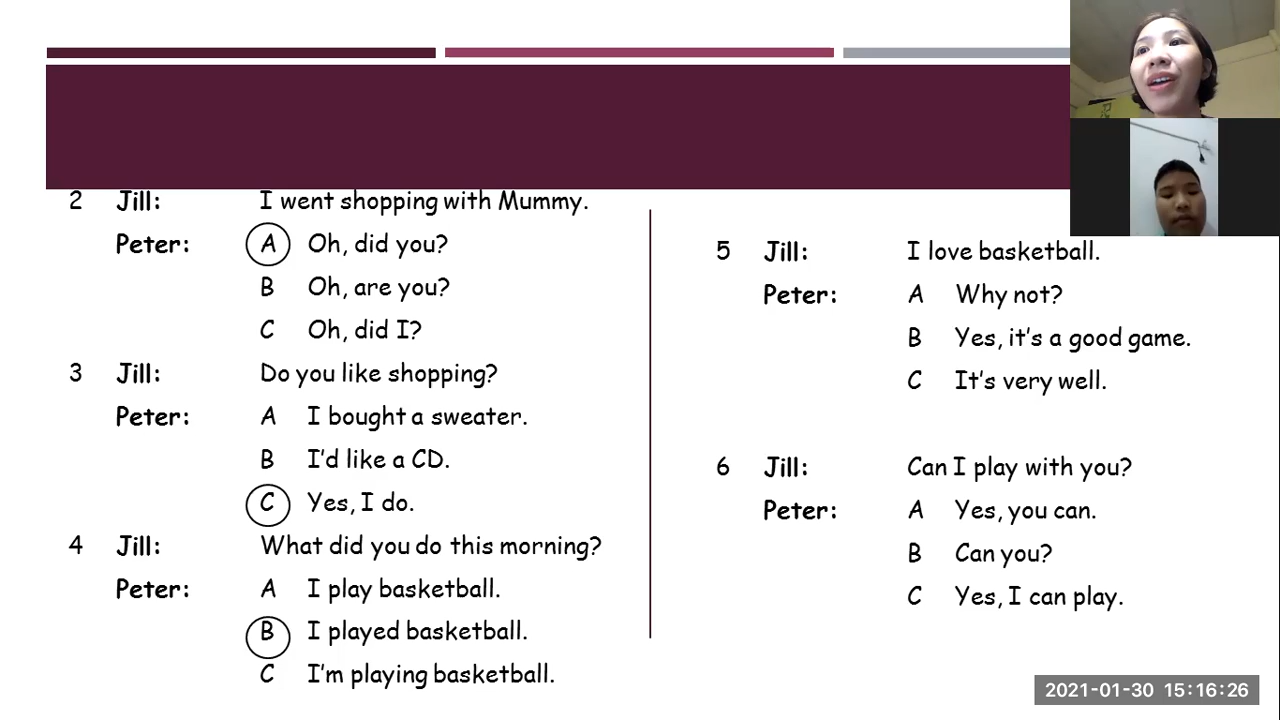 2 Jill: I went shopping with Mummy.
Peter: A Oh, did you?
B Oh, are you?
C Oh, did I?
3 Jill: Do you like shopping?
Peter: A I bought a sweater.
B I'd like a CD.
C Yes, I do.
4 Jill: What did you do this morning?
Peter: A I play basketball.
B I played basketball.
C I'm playing basketball.
5 Jill: I love basketball.
Peter: A Why not?
B Yes, it's a good game.
C It's very well.
6 Jill: Can I play with you?
Peter: A Yes, you can.
B Can you?
C Yes, I can play.
2021-01-30 15:16:26